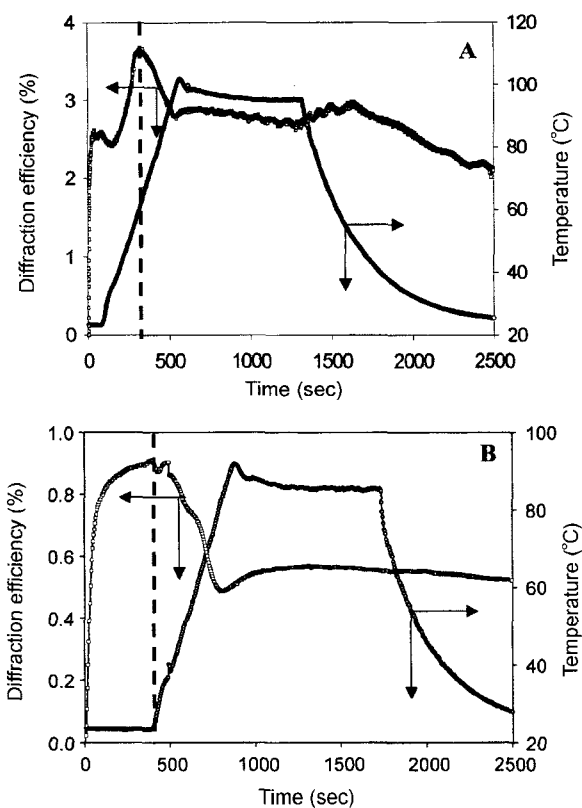 A
4
3
2
1
0
Diffraction efficiency (%)
120
100
80
60
40
20
Temperature (°C)
0 500 1000 1500 2000 2500
Time (sec)
B
1.0
0.8
0.6
0.4
0.2
0.0
Diffraction efficiency (%)
100
80
60
40
20
Temperature (°C)
0 500 1000 1500 2000 2500
Time (sec)